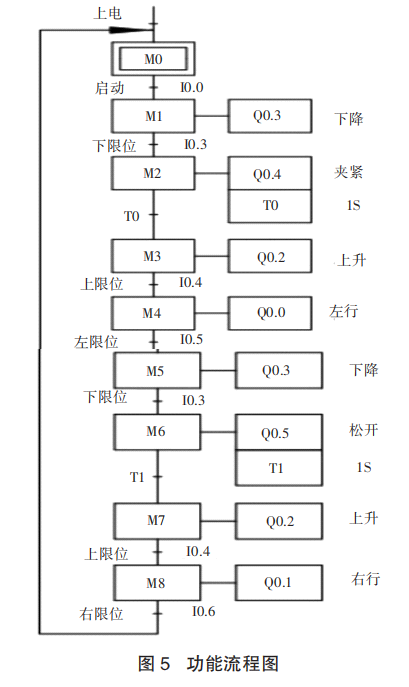 上电
M0
启动 I0.0
M1 Q0.3 下降
下限位 I0.3
M2 Q0.4 夹紧
T0 1S
T0
M3 Q0.2 上升
上限位 I0.4
M4 Q0.0 左行
左限位 I0.5
M5 Q0.3 下降
下限位 I0.3
M6 Q0.5 松开
T1 1S
T1
M7 Q0.2 上升
上限位 I0.4
M8 Q0.1 右行
右限位 I0.6
图 5 功能流程图